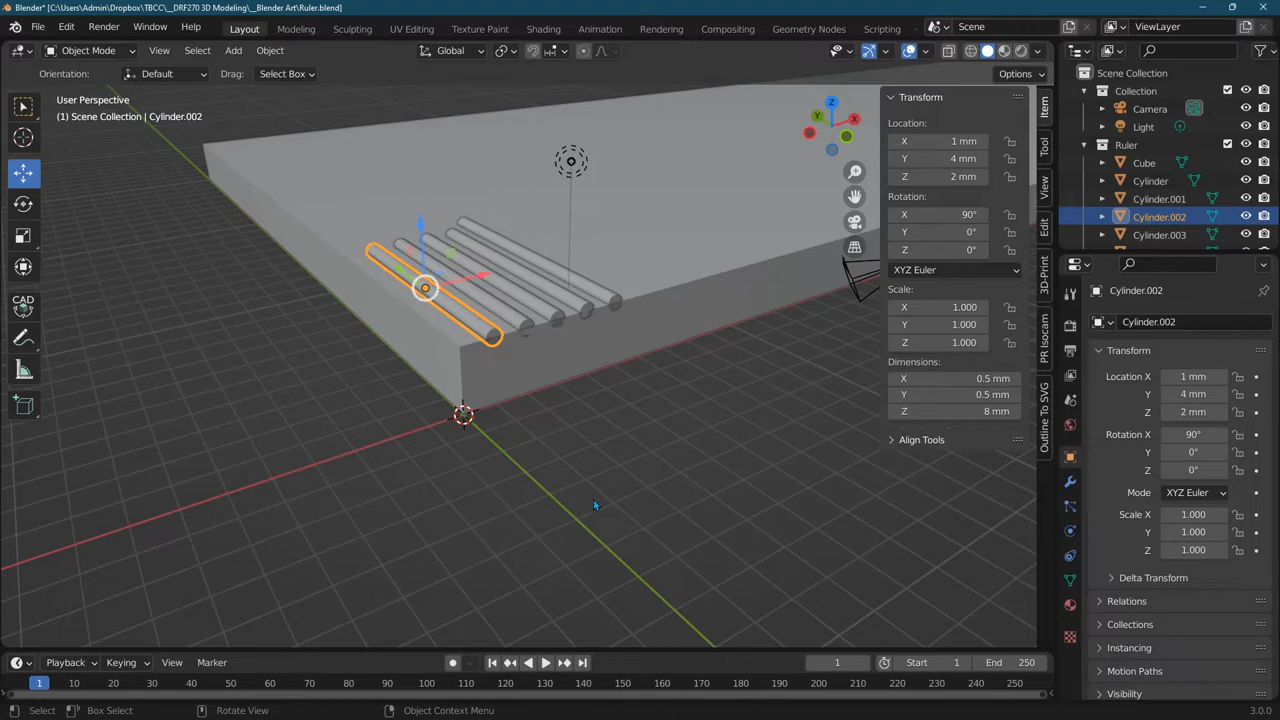 Blender* [C:\Users\Admin\Dropbox\TBCC\__DRF270 3D Modeling\__Blender Art\Ruler.blend]
File Edit Render Window Help Layout Modeling Sculpting UV Editing Texture Paint Shading Animation Rendering Compositing Geometry Nodes Scripting Scene ViewLayer
Object Mode View Select Add Object Global
Orientation: Default Drag: Select Box Options
User Perspective
(1) Scene Collection | Cylinder.002
CAD
Z
Y
X
Transform
Location:
X 1 mm
Y 4 mm
Z 2 mm
Rotation:
X 90°
Y 0°
Z 0°
XYZ Euler
Scale:
X 1.000
Y 1.000
Z 1.000
Dimensions:
X 0.5 mm
Y 0.5 mm
Z 8 mm
Align Tools
Item
Tool
View
Edit
3D-Print
PR Isocam
Outline To SVG
Scene Collection
Collection
Camera
Light
Ruler
Cube
Cylinder
Cylinder.001
Cylinder.002
Cylinder.003
Cylinder.002
Cylinder.002
Transform
Location X 1 mm
Y 4 mm
Z 2 mm
Rotation X 90°
Y 0°
Z 0°
Mode XYZ Euler
Scale X 1.000
Y 1.000
Z 1.000
Delta Transform
Relations
Collections
Instancing
Motion Paths
Visibility
Playback Keying View Marker 1 Start 1 End 250
1 10 20 30 40 50 60 70 80 90 100 110 120 130 140 150 160 170 180 190 200 210 220 230 240 250
Select Box Select Rotate View Object Context Menu 3.0.0